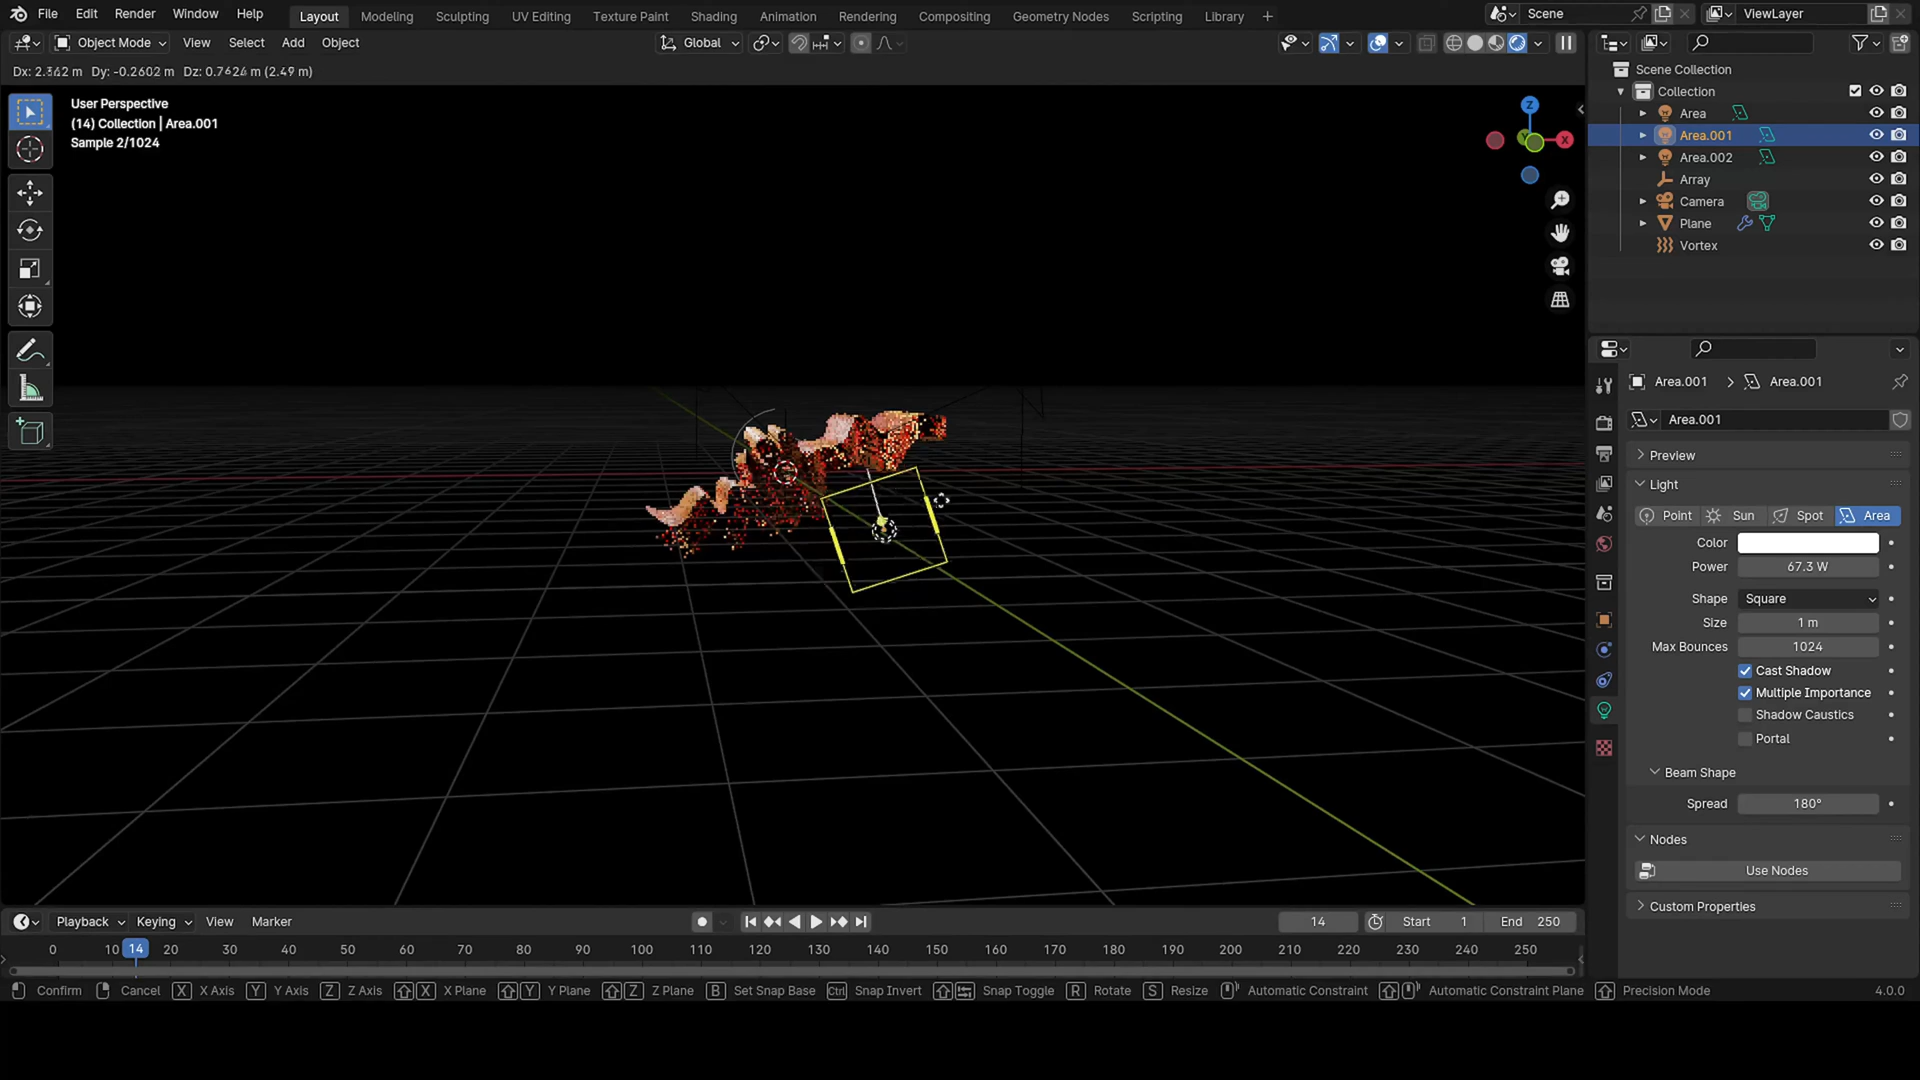 File Edit Render Window Help Layout Modeling Sculpting UV Editing Texture Paint Shading Animation Rendering Compositing Geometry Nodes Scripting Library + Scene ViewLayer
Object Mode View Select Add Object Global
Dx: 2.362 m Dy: -0.2602 m Dz: 0.7624 m (2.49 m)
User Perspective
(14) Collection | Area.001
Sample 2/1024
Z
X
Y
Scene Collection
Collection
Area
Area.001
Area.002
Array
Camera
Plane
Vortex
Area.001 > Area.001
Area.001
Preview
Light
Point Sun Spot Area
Color
Power 67.3 W
Shape Square
Size 1 m
Max Bounces 1024
Cast Shadow
Multiple Importance
Shadow Caustics
Portal
Beam Shape
Spread 180°
Nodes
Use Nodes
Custom Properties
Playback Keying View Marker 14 Start 1 End 250
0 10 14 20 30 40 50 60 70 80 90 100 110 120 130 140 150 160 170 180 190 200 210 220 230 240 250
Confirm Cancel X X Axis Y Y Axis Z Z Axis X X Plane Y Y Plane Z Z Plane B Set Snap Base Ctrl Snap Invert Snap Toggle R Rotate S Resize Automatic Constraint Automatic Constraint Plane Precision Mode 4.0.0